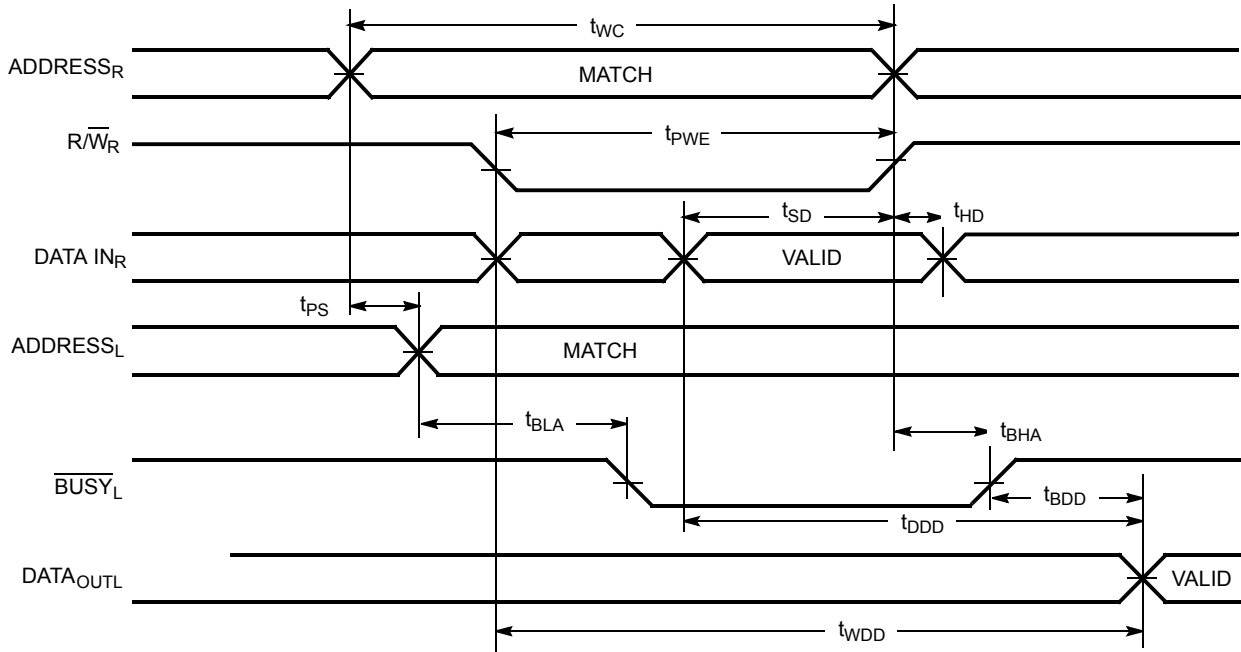 tWC
ADDRESSR
MATCH
R/W̅R
tPWE
tSD
tHD
DATA INR
VALID
tPS
ADDRESSL
MATCH
tBLA
tBHA
B̅U̅S̅Y̅L
tBDD
tDDD
DATAOUTL
VALID
tWDD